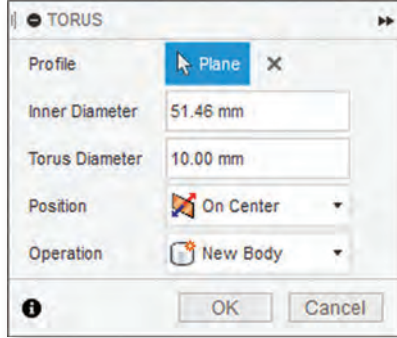 TORUS
Profile Plane
Inner Diameter 51.46 mm
Torus Diameter 10.00 mm
Position On Center
Operation New Body
OK Cancel